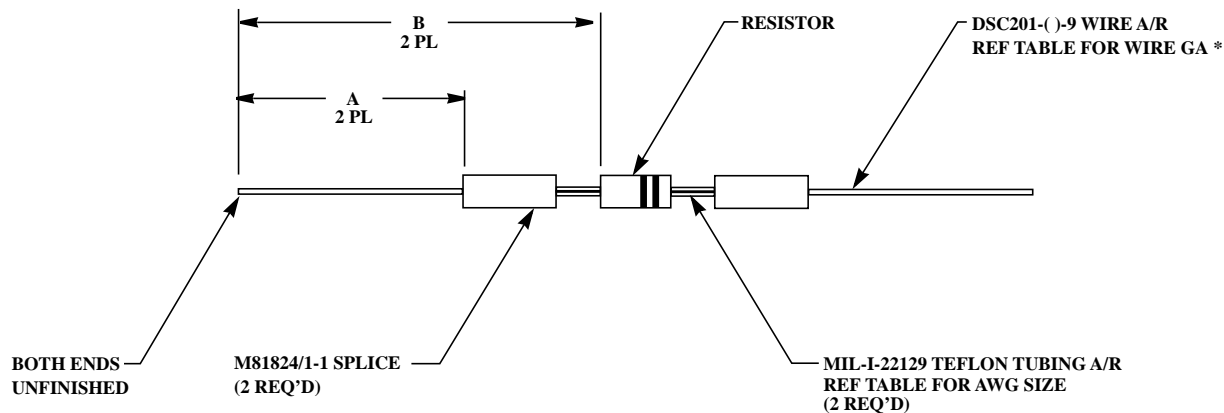 B
2 PL
RESISTOR
DSC201-( )-9 WIRE A/R
REF TABLE FOR WIRE GA *
A
2 PL
BOTH ENDS
UNFINISHED
M81824/1-1 SPLICE
(2 REQ’D)
MIL-I-22129 TEFLON TUBING A/R
REF TABLE FOR AWG SIZE
(2 REQ’D)